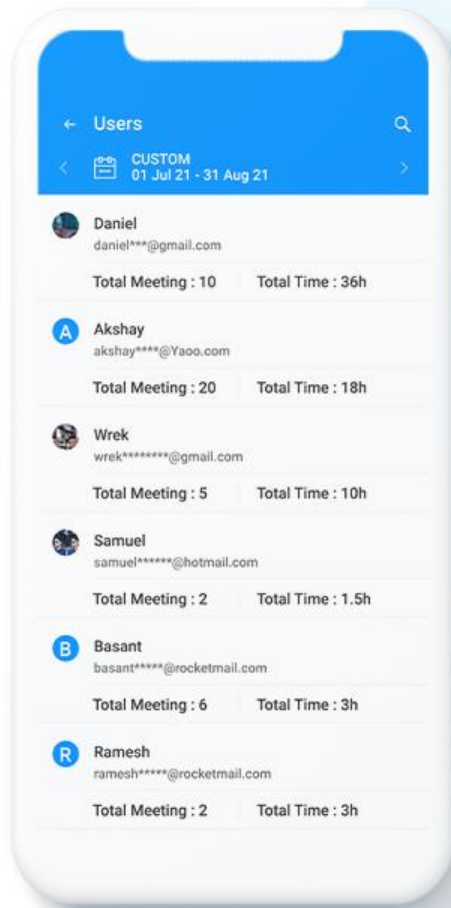 Users
CUSTOM
01 Jul 21 - 31 Aug 21
Daniel
daniel***@gmail.com
Total Meeting : 10 Total Time : 36h
A Akshay
akshay****@Yaoo.com
Total Meeting : 20 Total Time : 18h
Wrek
wrek********@gmail.com
Total Meeting : 5 Total Time : 10h
Samuel
samuel******@hotmail.com
Total Meeting : 2 Total Time : 1.5h
B Basant
basant*****@rocketmail.com
Total Meeting : 6 Total Time : 3h
R Ramesh
ramesh*****@rocketmail.com
Total Meeting : 2 Total Time : 3h